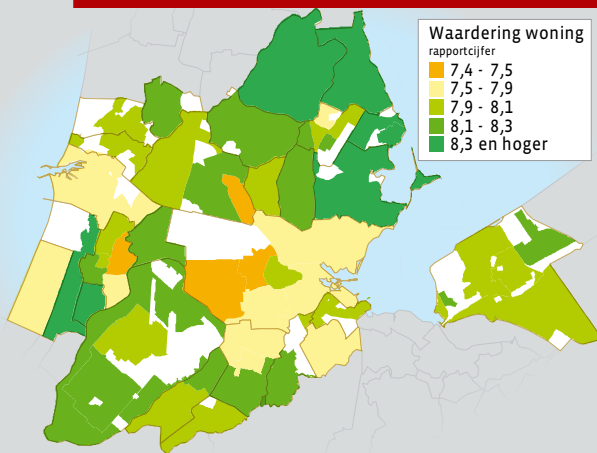 Waardering woning
rapportcijfer
7,4 - 7,5
7,5 - 7,9
7,9 - 8,1
8,1 - 8,3
8,3 en hoger